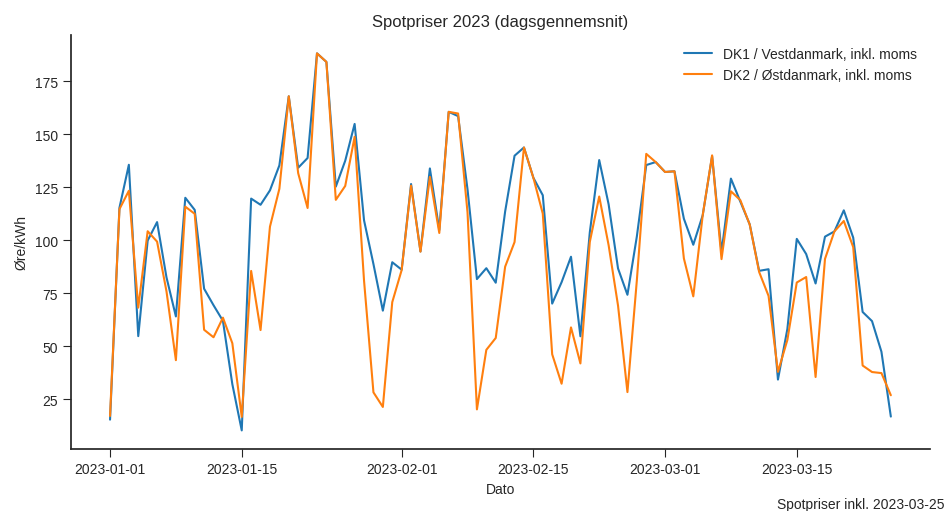 Spotpriser 2023 (dagsgennemsnit)
DK1 / Vestdanmark, inkl. moms
DK2 / Østdanmark, inkl. moms
Øre/kWh
175
150
125
100
75
50
25
2023-01-01
2023-01-15
2023-02-01
2023-02-15
2023-03-01
2023-03-15
Dato
Spotpriser inkl. 2023-03-25